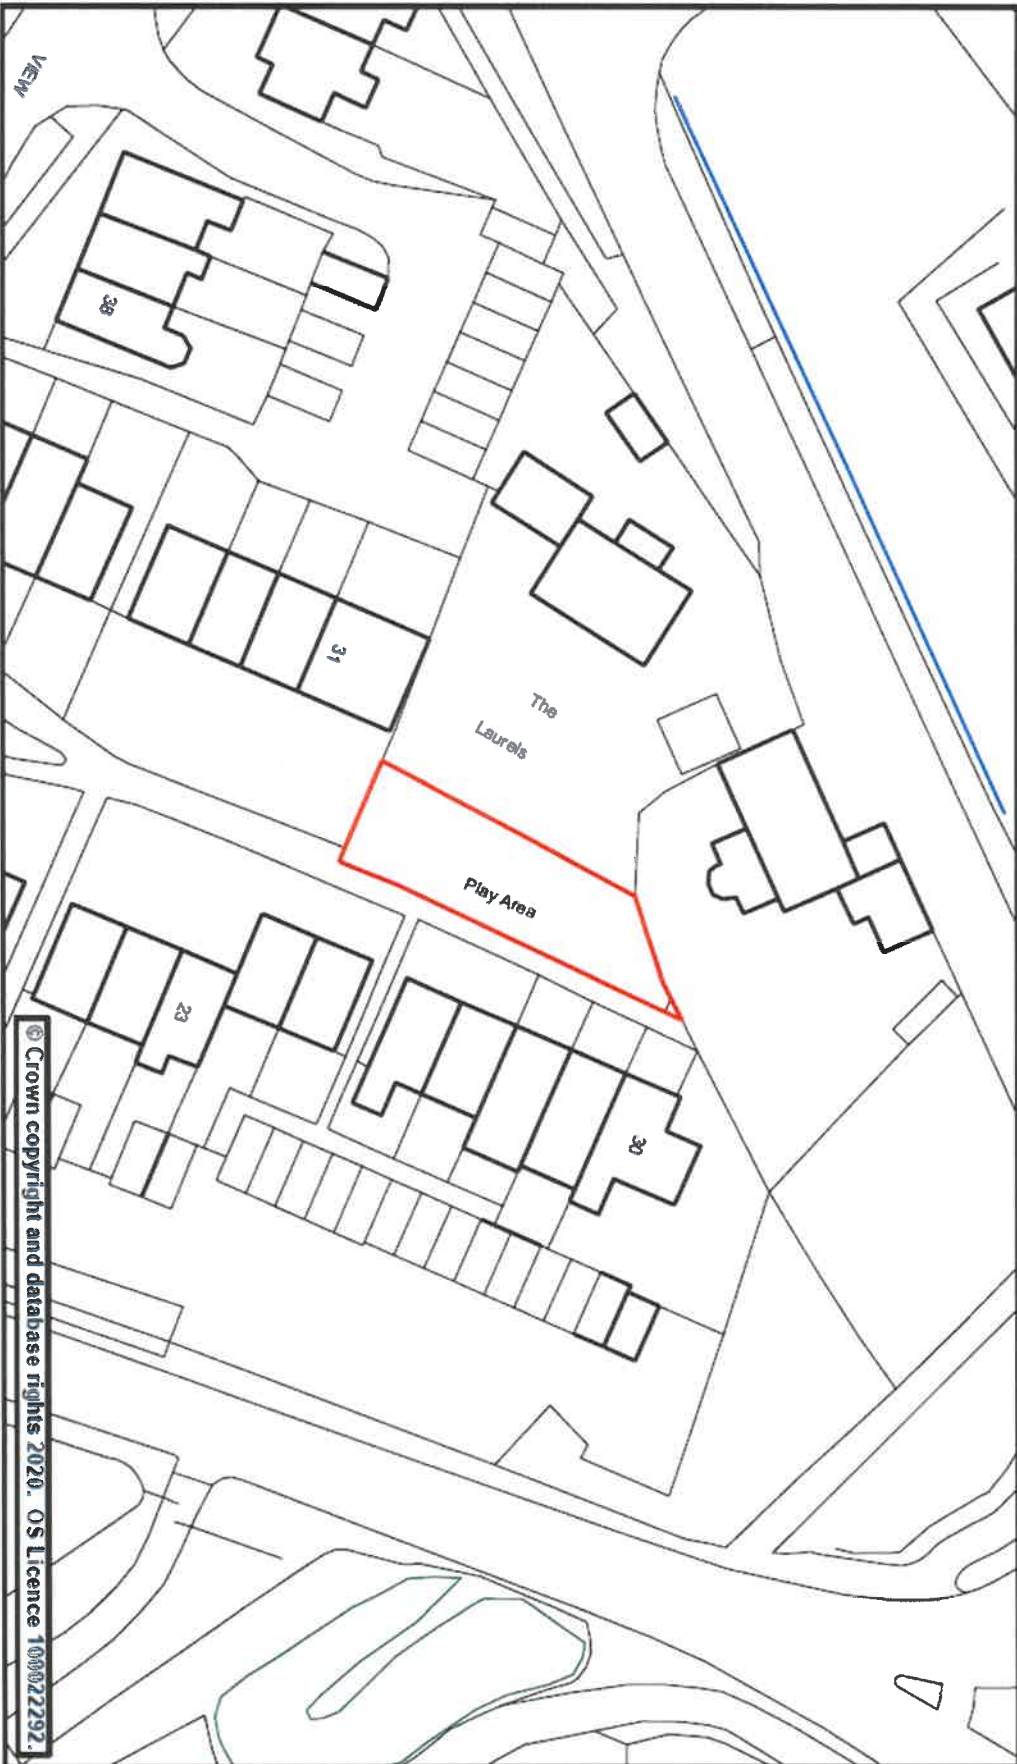 VIEW
38
31
The
Laurels
Play Area
23
30
© Crown copyright and database rights 2020. OS Licence 100022292.